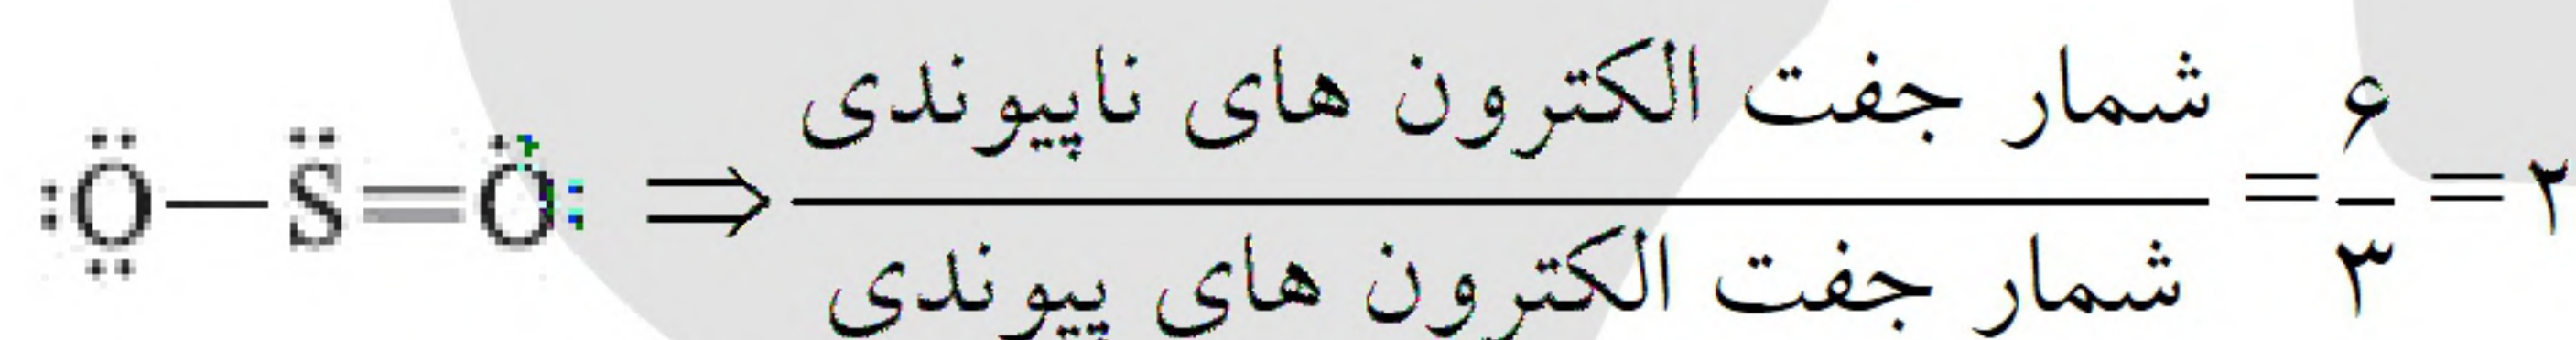 :Ö—S̈=Ö: ⇒ شمار جفت الکترون های ناپیوندی / شمار جفت الکترون های پیوندی = ۶ / ۳ = ۲